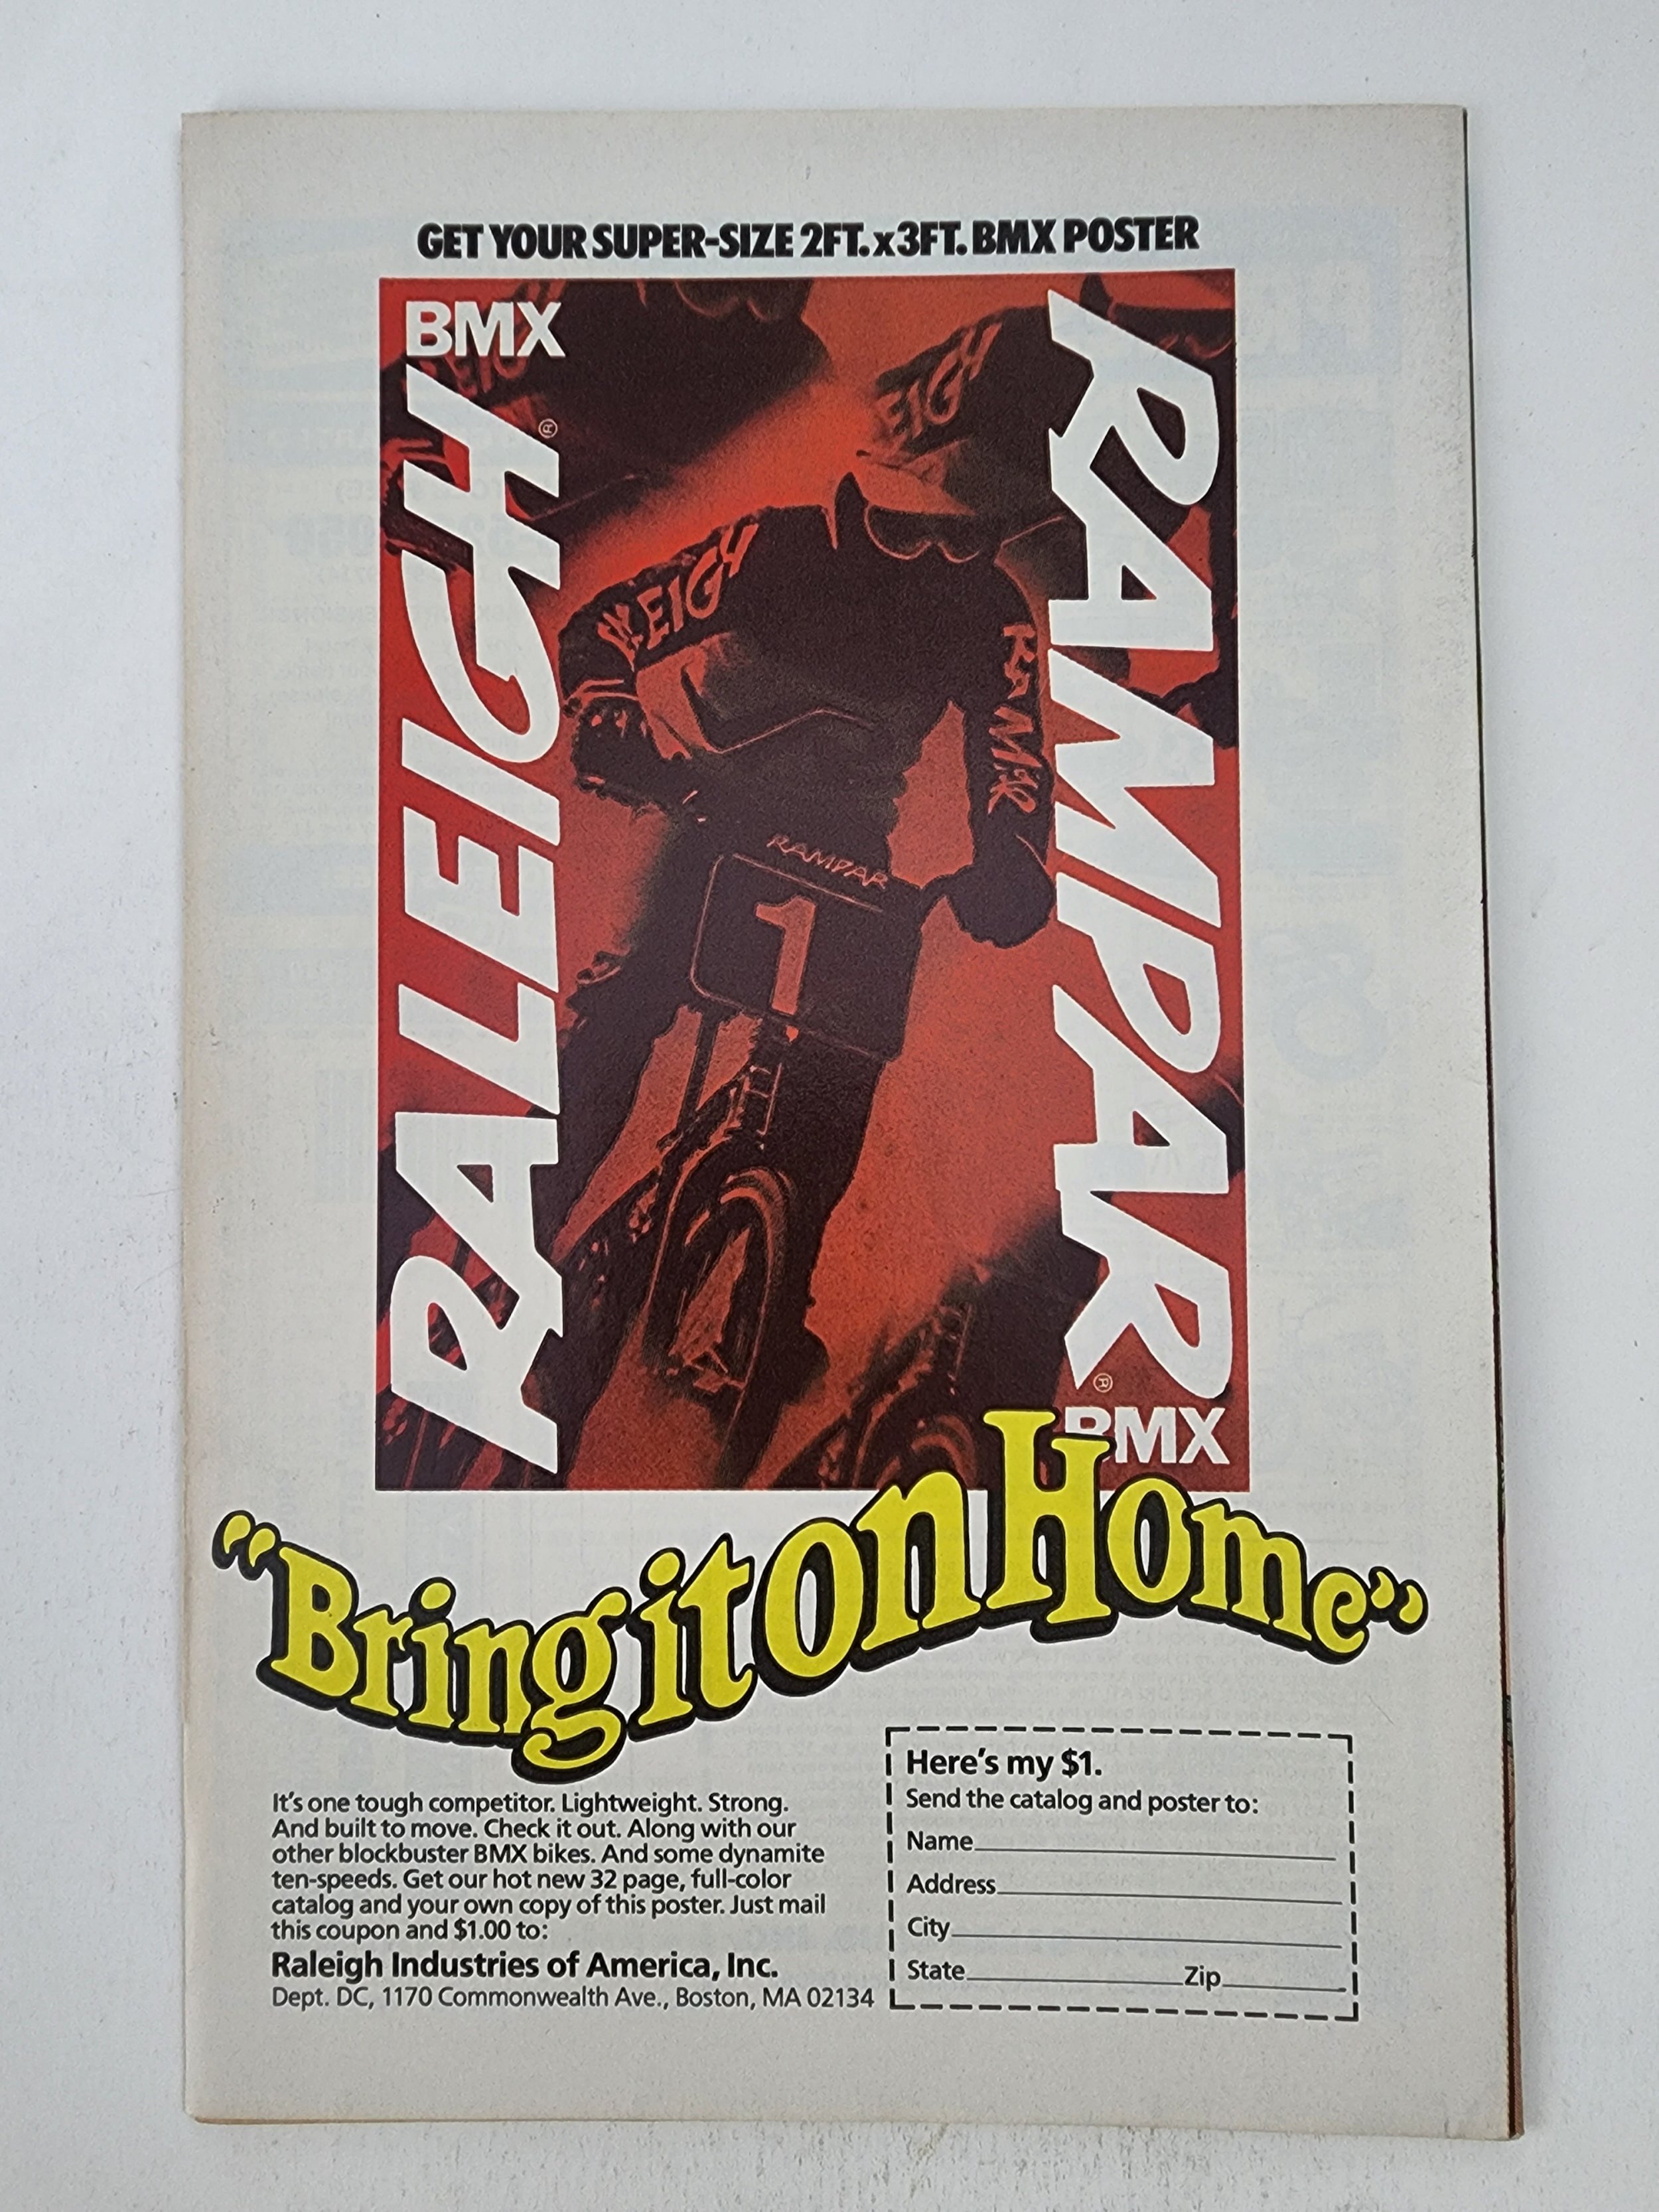 GET YOUR SUPER-SIZE 2FT.x3FT. BMX POSTER
BMX
RALEIGH®
RAMPAR®
BMX
EIGH
EIGH
RAMPAR
1
"Bring it on Home"
It's one tough competitor. Lightweight. Strong.
And built to move. Check it out. Along with our
other blockbuster BMX bikes. And some dynamite
ten-speeds. Get our hot new 32 page, full-color
catalog and your own copy of this poster. Just mail
this coupon and $1.00 to:
Raleigh Industries of America, Inc.
Dept. DC, 1170 Commonwealth Ave., Boston, MA 02134
Here's my $1.
Send the catalog and poster to:
Name
Address
City
State Zip